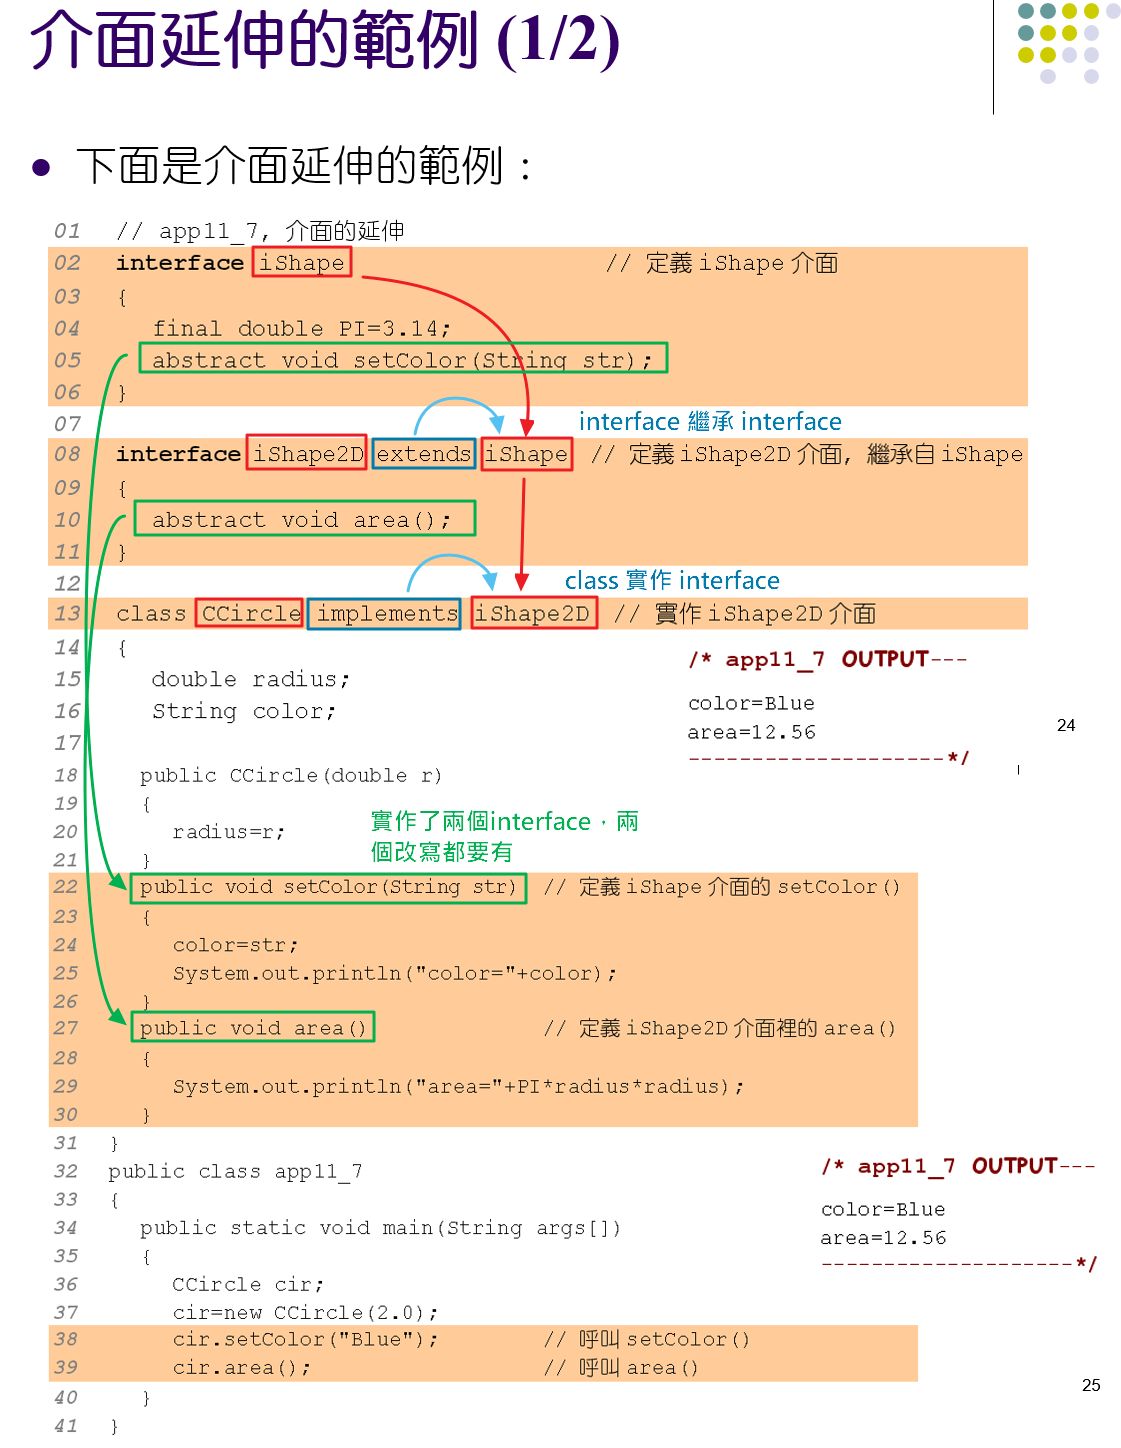 介面延伸的範例 (1/2)
下面是介面延伸的範例：
01 // app11_7, 介面的延伸
02 interface iShape // 定義 iShape 介面
03 {
04 final double PI=3.14;
05 abstract void setColor(String str);
06 }
07 interface 繼承 interface
08 interface iShape2D extends iShape // 定義 iShape2D 介面, 繼承自 iShape
09 {
10 abstract void area();
11 }
12 class 實作 interface
13 class CCircle implements iShape2D // 實作 iShape2D 介面
14 {
/* app11_7 OUTPUT---
15 double radius;
16 String color;
color=Blue
area=12.56
24
17
--------------------*/
18 public CCircle(double r)
19 {
20 radius=r;
實作了兩個interface，兩
個改寫都要有
21 }
22 public void setColor(String str) // 定義 iShape 介面的 setColor()
23 {
24 color=str;
25 System.out.println("color="+color);
26 }
27 public void area() // 定義 iShape2D 介面裡的 area()
28 {
29 System.out.println("area="+PI*radius*radius);
30 }
31 }
32 public class app11_7
/* app11_7 OUTPUT---
33 {
34 public static void main(String args[])
color=Blue
area=12.56
35 {
--------------------*/
36 CCircle cir;
37 cir=new CCircle(2.0);
38 cir.setColor("Blue"); // 呼叫 setColor()
39 cir.area(); // 呼叫 area()
25
40 }
41 }